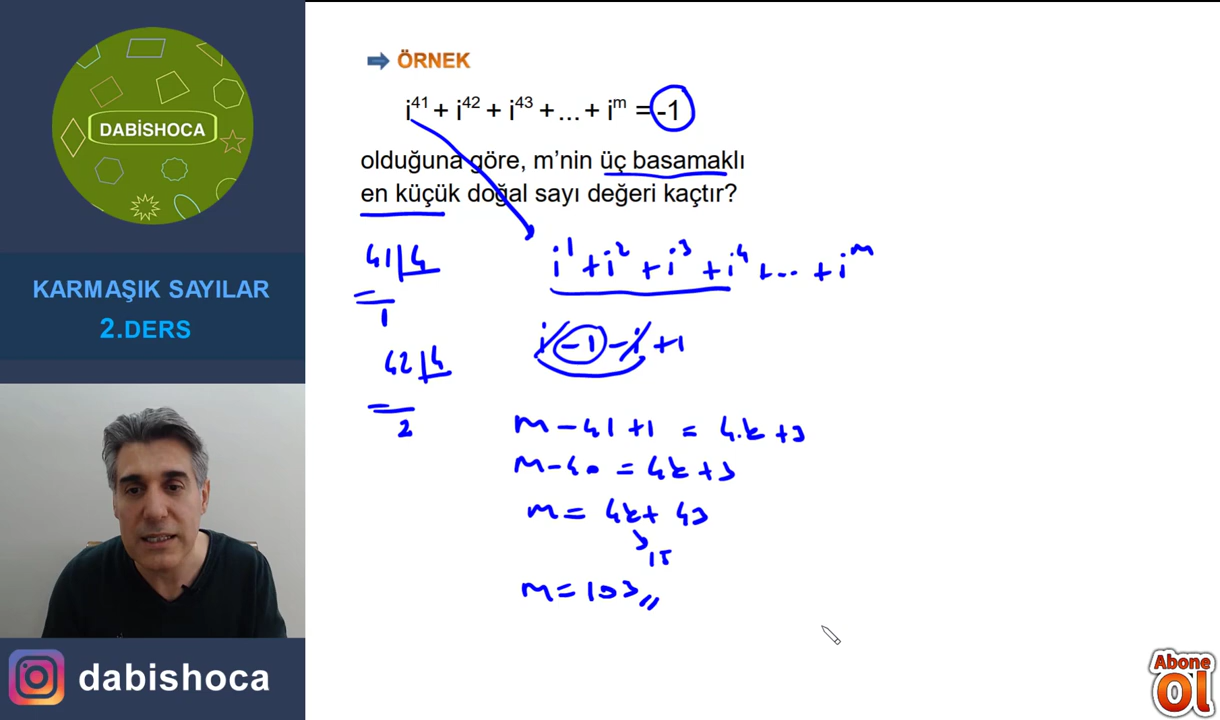 DABİSHOCA
KARMAŞIK SAYILAR
2.DERS
dabishoca
ÖRNEK
i⁴¹ + i⁴² + i⁴³ + ... + iᵐ = -1
olduğuna göre, m'nin üç basamaklı
en küçük doğal sayı değeri kaçtır?
41 | 4
1
42 | 4
2
i¹ + i² + i³ + i⁴ + ... + iᵐ
i - 1 - i + 1
m - 41 + 1 = 4.k + 3
m - 40 = 4k + 3
m = 4k + 43
15
m = 103 //
Abone
ol